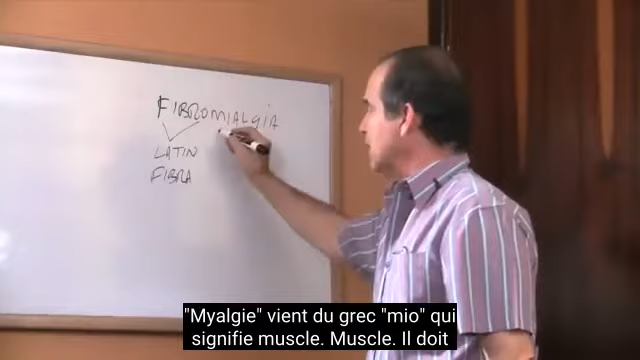 FIBROMIALGIA
LATIN
FIBRA
"Myalgie" vient du grec "mio" qui
signifie muscle. Muscle. Il doit